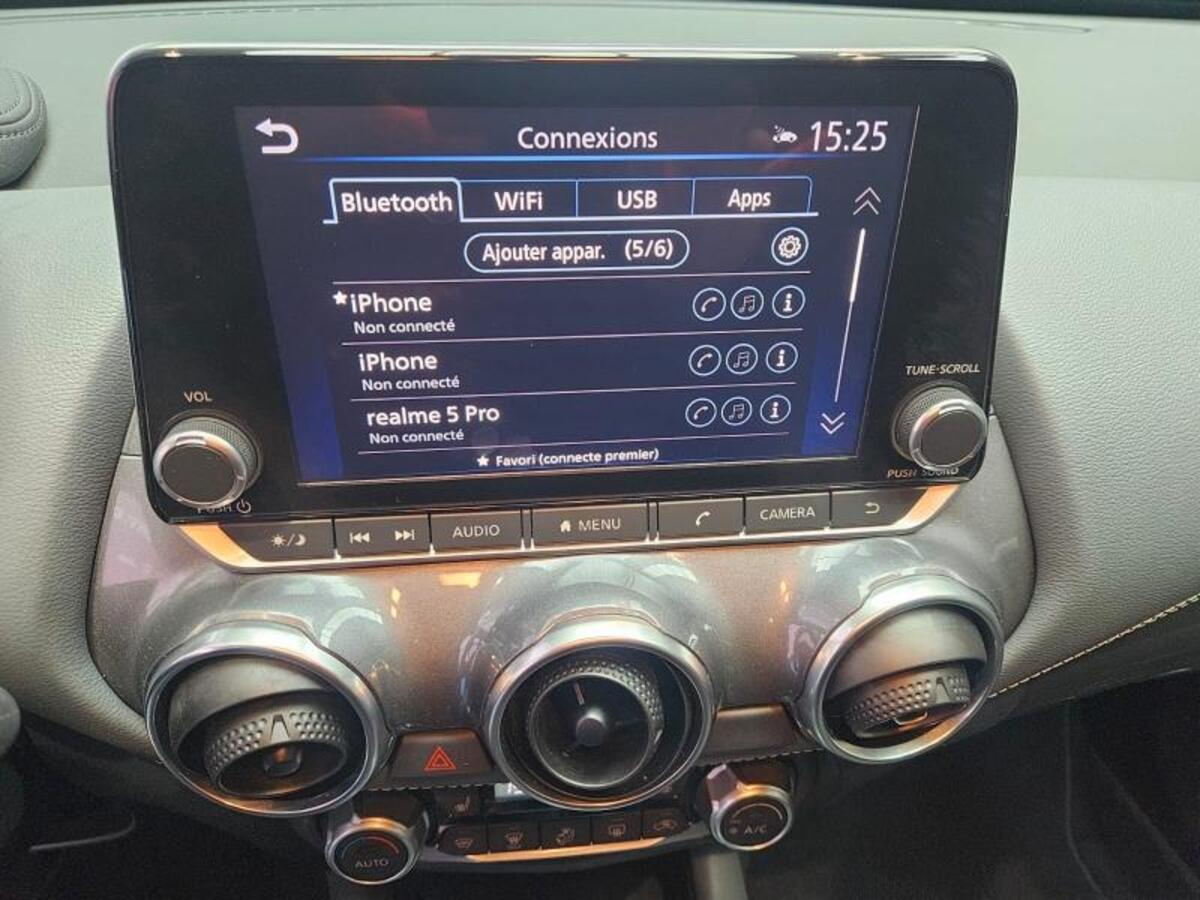 Connexions 15:25
Bluetooth WiFi USB Apps
Ajouter appar. (5/6)
iPhone
Non connecté
iPhone
Non connecté
realme 5 Pro
Non connecté
Favori (connecte premier)
VOL
PUSH
TUNE·SCROLL
PUSH SOUND
AUDIO MENU CAMERA
AUTO A/C